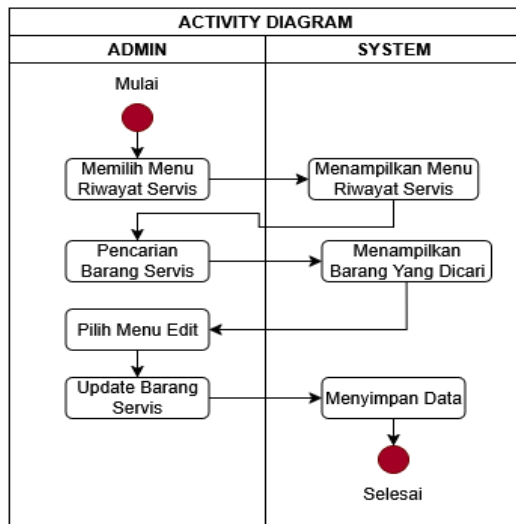 ACTIVITY DIAGRAM
ADMIN
SYSTEM
Mulai
Memilih Menu
Riwayat Servis
Menampilkan Menu
Riwayat Servis
Pencarian
Barang Servis
Menampilkan
Barang Yang Dicari
Pilih Menu Edit
Update Barang
Servis
Menyimpan Data
Selesai